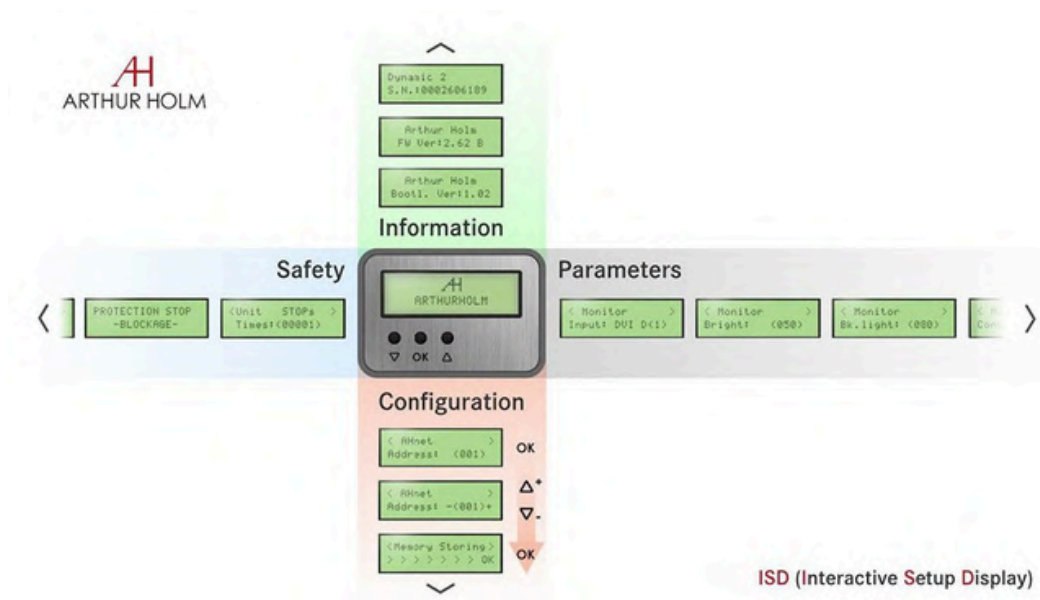 AH
ARTHUR HOLM
Dynamic 2
S.N.:0002606189
Arthur Holm
FW Ver:2.62 B
Arthur Holm
Bootl. Ver:1.02
Information
Safety
Parameters
PROTECTION STOP
-BLOCKAGE-
<Unit STOPs >
Times:(00001)
AH
ARTHURHOLM
OK
< Monitor >
Input: DVI D(1)
< Monitor >
Bright: (050)
< Monitor >
Bk.light: (080)
Configuration
< AHnet >
Address: (001)
OK
< AHnet >
Address: -(001)+
+
-
<Memory Storing>
> > > > > > > OK
OK
ISD (Interactive Setup Display)